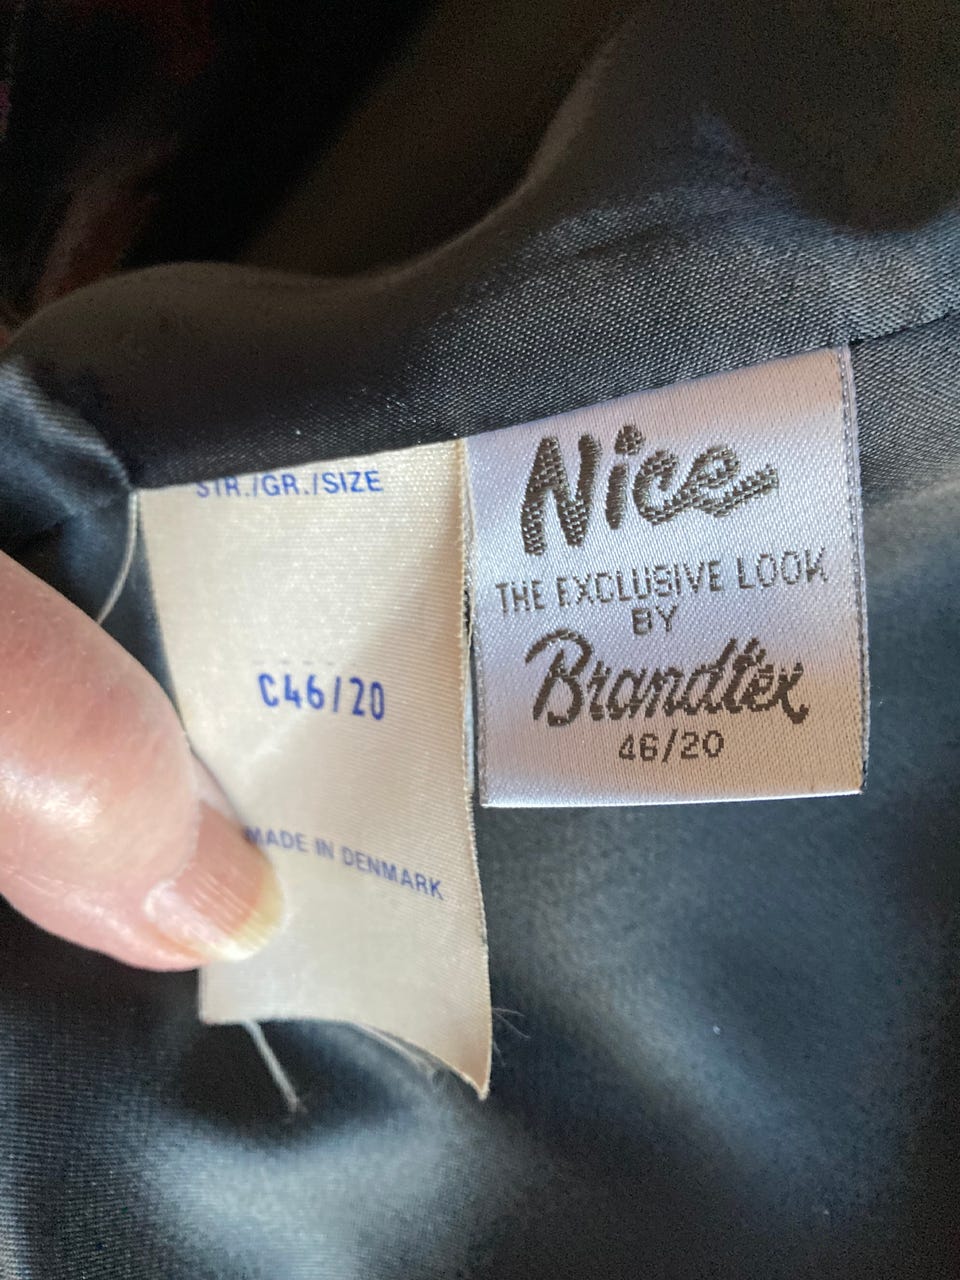 STR./GR./SIZE
C46/20
MADE IN DENMARK
Nice
THE EXCLUSIVE LOOK
BY
Brandtex
46/20